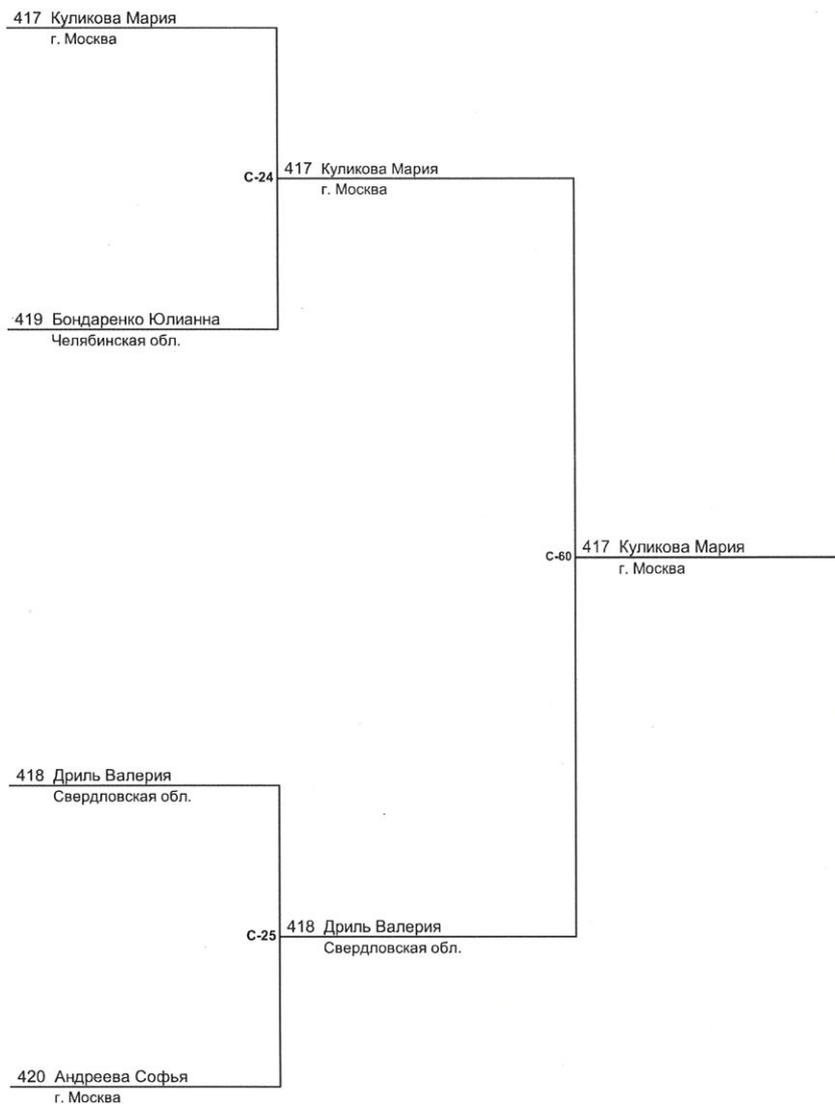 417 Куликова Мария
г. Москва
С-24
417 Куликова Мария
г. Москва
419 Бондаренко Юлианна
Челябинская обл.
С-60
417 Куликова Мария
г. Москва
418 Дриль Валерия
Свердловская обл.
С-25
418 Дриль Валерия
Свердловская обл.
420 Андреева Софья
г. Москва